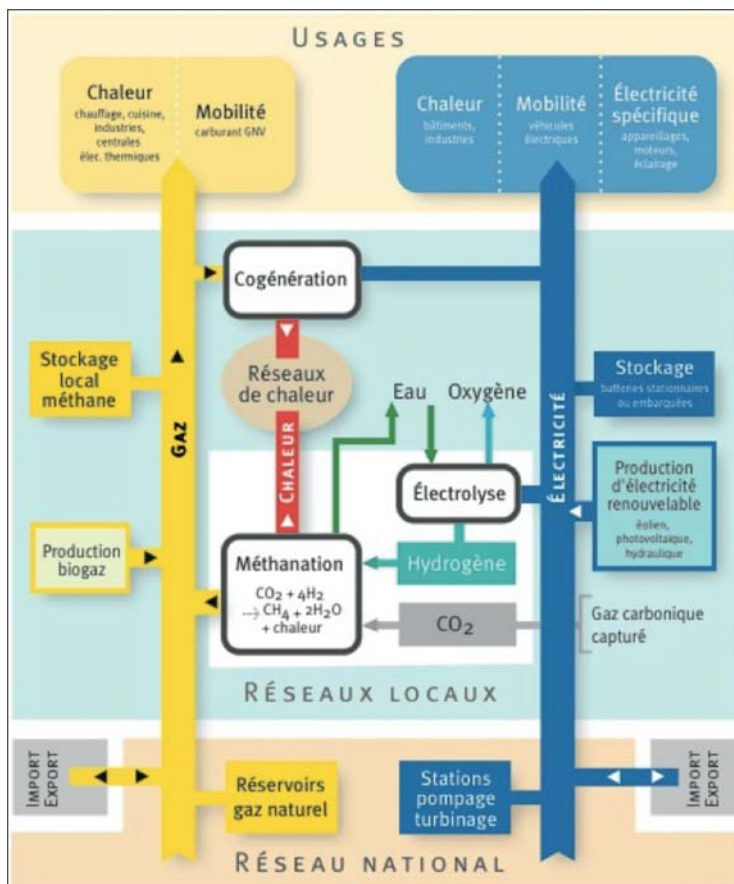 USAGES
Chaleur
chauffage, cuisine,
industries,
centrales
élec. thermiques
Mobilité
carburant GNV
Chaleur
bâtiments,
industries
Mobilité
véhicules
électriques
Électricité
spécifique
appareillages,
moteurs,
éclairage
Cogénération
Stockage
local
méthane
Réseaux
de chaleur
Eau
Oxygène
Stockage
batteries stationnaires
ou embarquées
GAZ
CHALEUR
ÉLECTRICITÉ
Électrolyse
Production
d'électricité
renouvelable
éolien,
photovoltaïque,
hydraulique
Production
biogaz
Méthanation
CO2 + 4H2
→ CH4 + 2H2O
+ chaleur
Hydrogène
CO2
Gaz carbonique
capturé
RÉSEAUX LOCAUX
IMPORT
EXPORT
Réservoirs
gaz naturel
Stations
pompage
turbinage
IMPORT
EXPORT
RÉSEAU NATIONAL